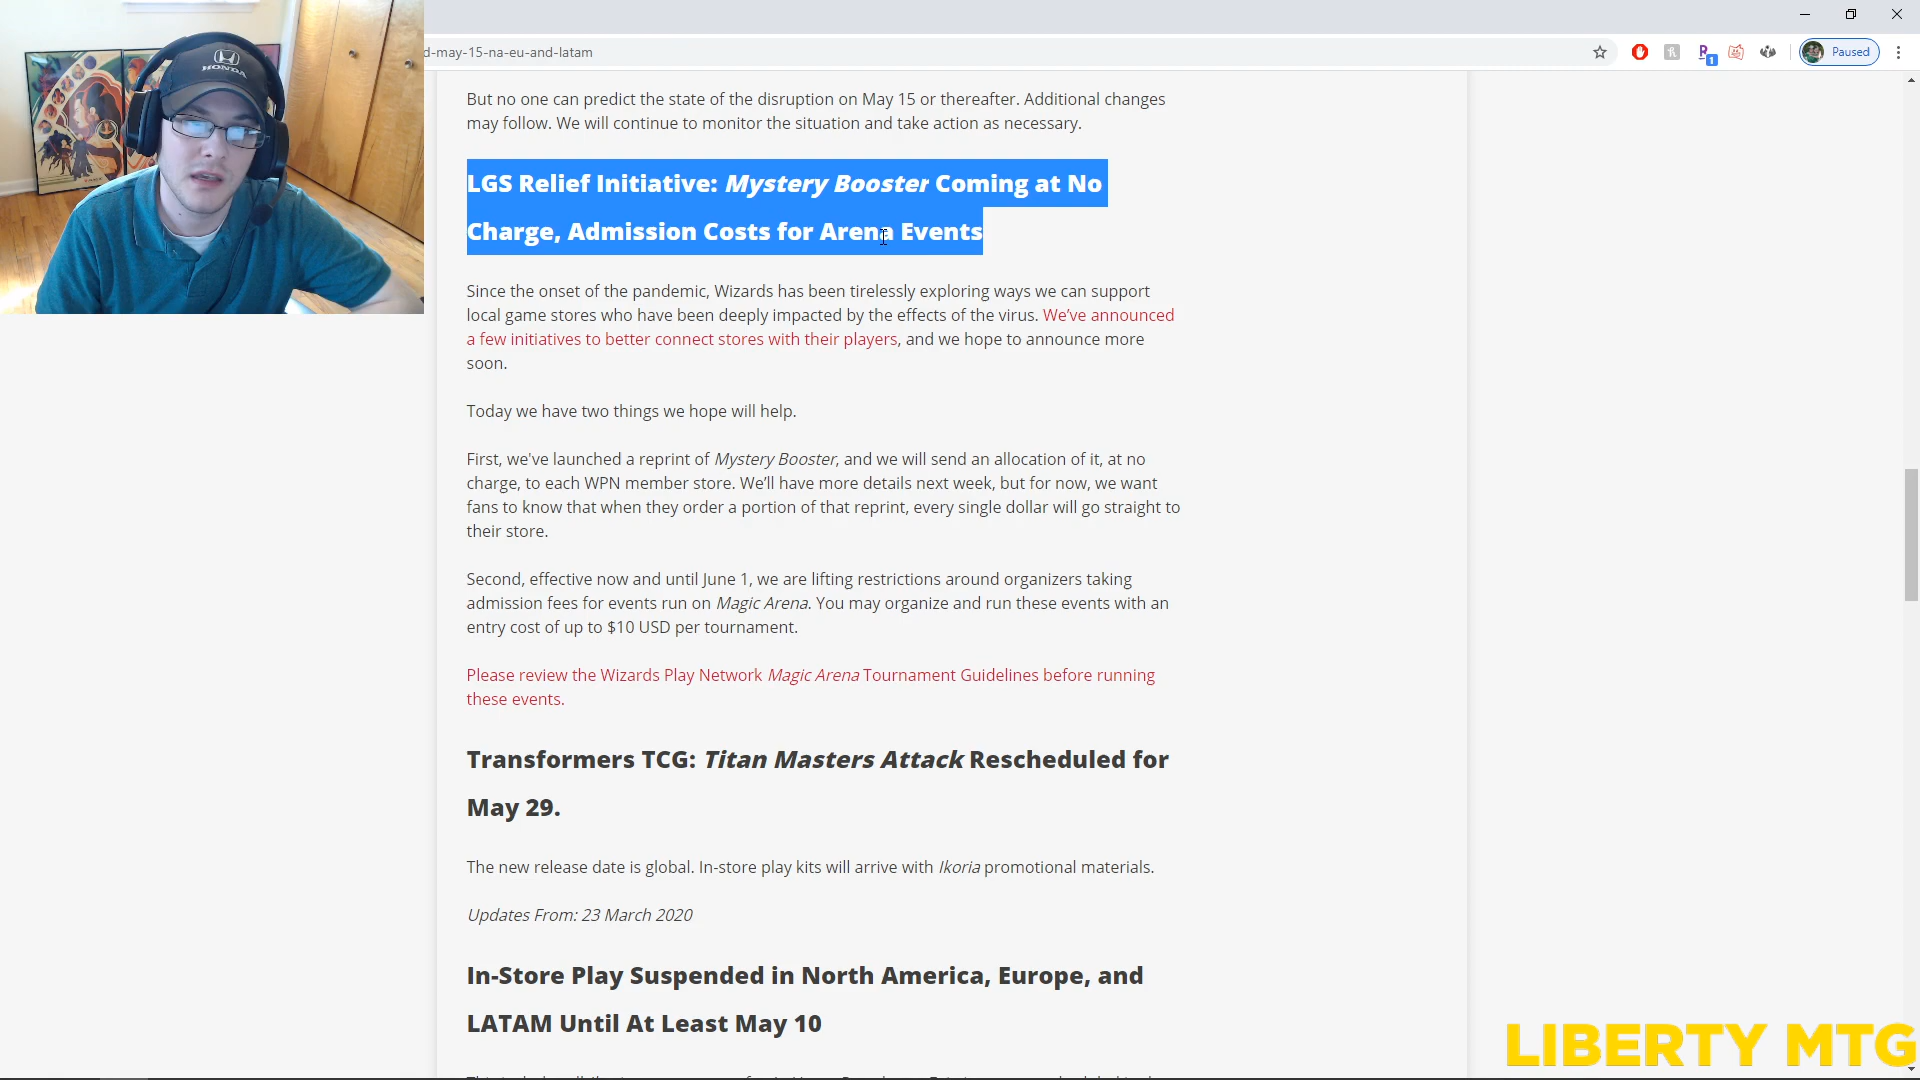 HONDA
d-may-15-na-eu-and-latam
1
Paused
But no one can predict the state of the disruption on May 15 or thereafter. Additional changes
may follow. We will continue to monitor the situation and take action as necessary.
LGS Relief Initiative: Mystery Booster Coming at No
Charge, Admission Costs for Arena Events
Since the onset of the pandemic, Wizards has been tirelessly exploring ways we can support
local game stores who have been deeply impacted by the effects of the virus. We’ve announced
a few initiatives to better connect stores with their players, and we hope to announce more
soon.
Today we have two things we hope will help.
First, we've launched a reprint of Mystery Booster, and we will send an allocation of it, at no
charge, to each WPN member store. We’ll have more details next week, but for now, we want
fans to know that when they order a portion of that reprint, every single dollar will go straight to
their store.
Second, effective now and until June 1, we are lifting restrictions around organizers taking
admission fees for events run on Magic Arena. You may organize and run these events with an
entry cost of up to $10 USD per tournament.
Please review the Wizards Play Network Magic Arena Tournament Guidelines before running
these events.
Transformers TCG: Titan Masters Attack Rescheduled for
May 29.
The new release date is global. In-store play kits will arrive with Ikoria promotional materials.
Updates From: 23 March 2020
In-Store Play Suspended in North America, Europe, and
LATAM Until At Least May 10
LIBERTY MTG